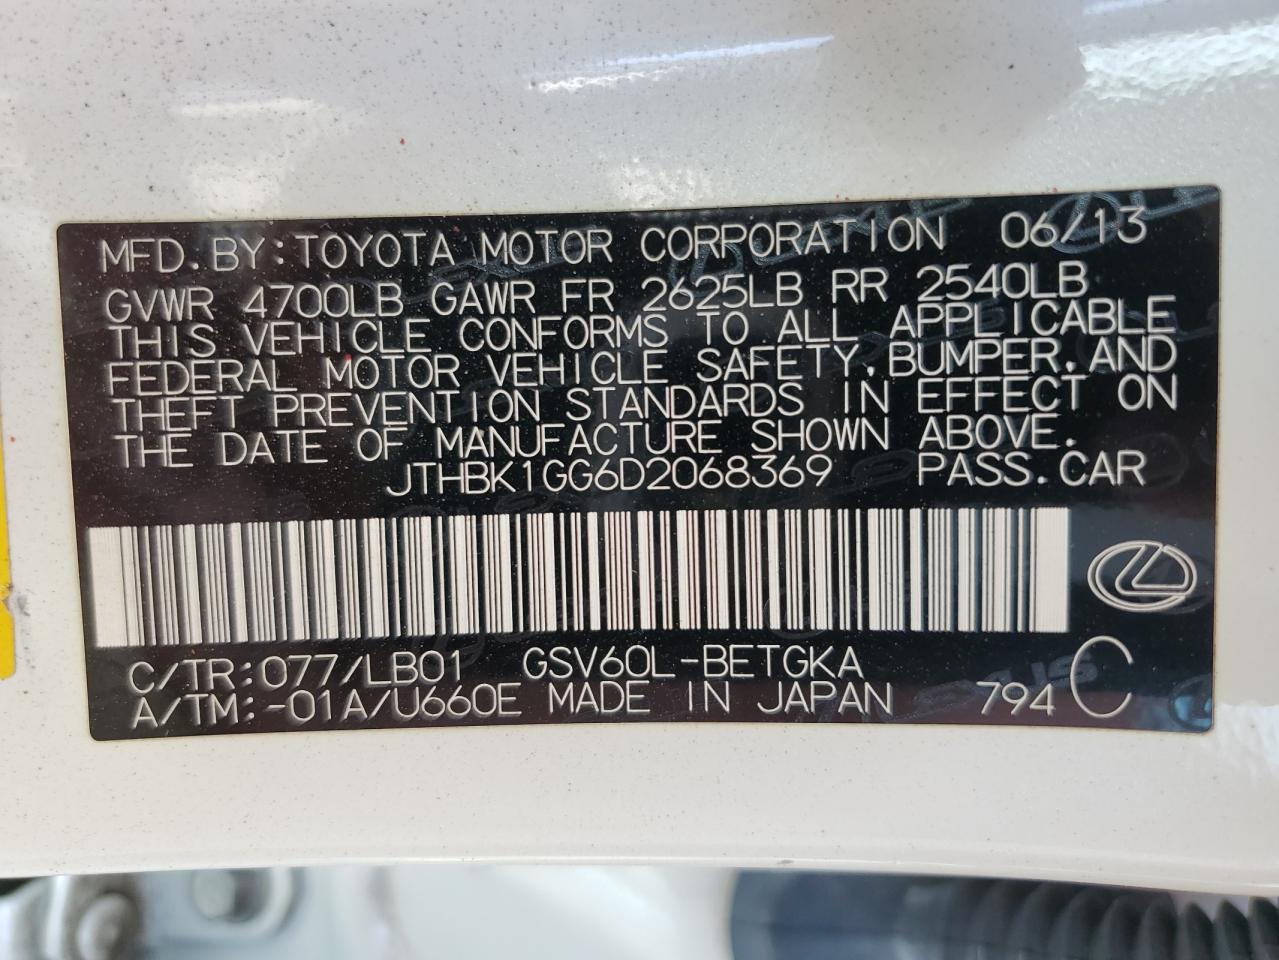 MFD.BY:TOYOTA MOTOR CORPORATION 06/13
GVWR 4700LB GAWR FR 2625LB RR 2540LB
THIS VEHICLE CONFORMS TO ALL APPLICABLE
FEDERAL MOTOR VEHICLE SAFETY,BUMPER,AND
THEFT PREVENTION STANDARDS IN EFFECT ON
THE DATE OF MANUFACTURE SHOWN ABOVE.
JTHBK1GG6D2068369 PASS.CAR
C/TR:077/LB01 GSV60L-BETGKA
A/TM:-01A/U660E MADE IN JAPAN 794 C